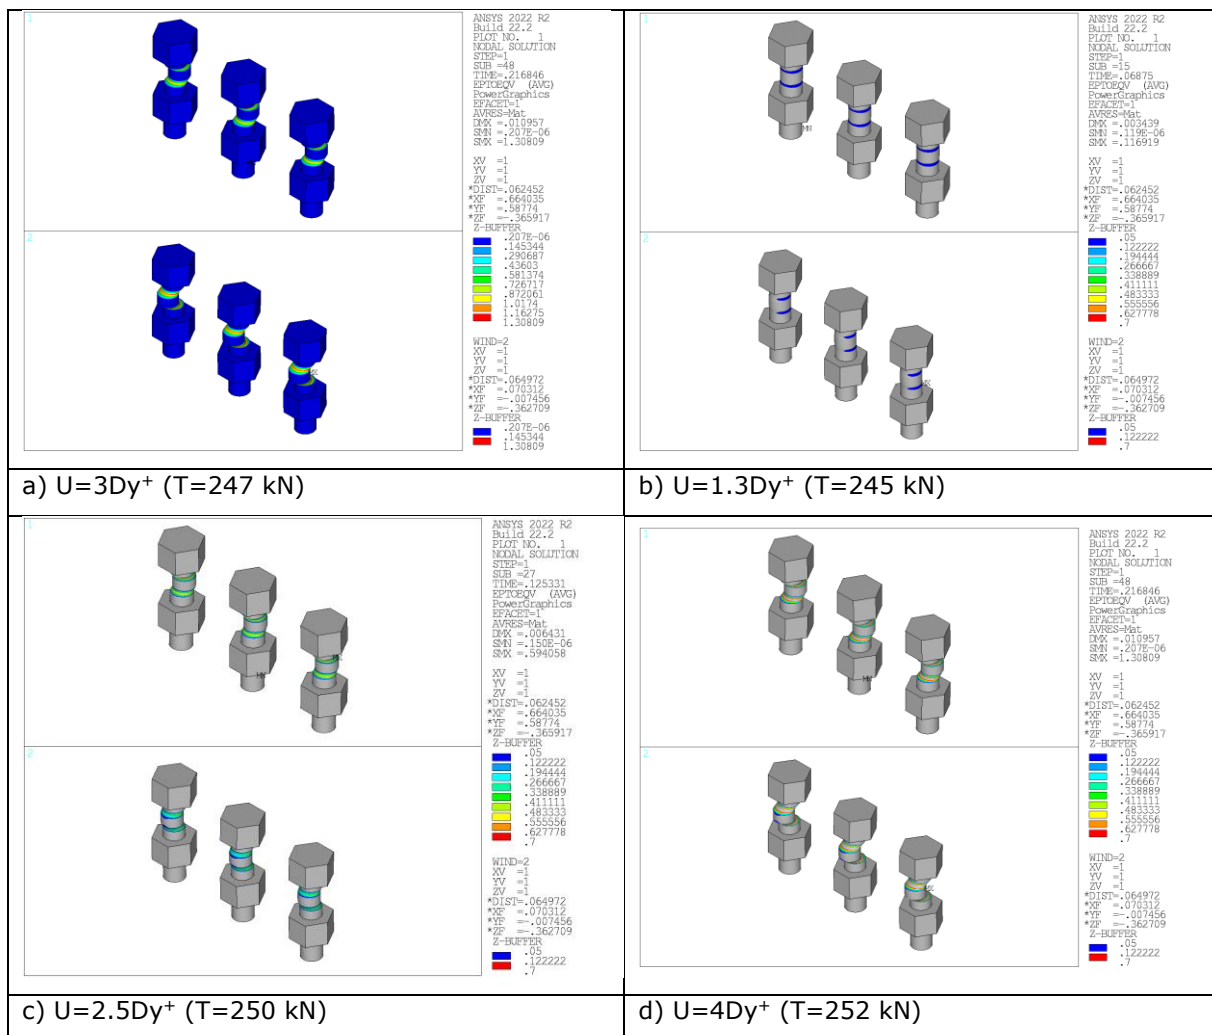 1
ANSYS 2022 R2
Build 22.2
PLOT NO. 1
NODAL SOLUTION
STEP=1
SUB =48
TIME=.216846
EPTOEQV (AVG)
PowerGraphics
EFACET=1
AVRES=Mat
DMX =.010957
SMN =.207E-06
SMX =1.30809
XV =1
YV =1
ZV =1
*DIST=.062452
*XF =.664035
*YF =.58774
*ZF =-.365917
Z-BUFFER
.207E-06
.145344
.290687
.43603
.581374
.726717
.872061
1.0174
1.16275
1.30809
2
MX
WIND=2
XV =1
YV =1
ZV =1
*DIST=.064972
*XF =.070312
*YF =-.007456
*ZF =-.362709
Z-BUFFER
.207E-06
.145344
1.30809
a) U=3Dy⁺ (T=247 kN)
1
MN
ANSYS 2022 R2
Build 22.2
PLOT NO. 1
NODAL SOLUTION
STEP=1
SUB =15
TIME=.06875
EPTOEQV (AVG)
PowerGraphics
EFACET=1
AVRES=Mat
DMX =.003439
SMN =.119E-06
SMX =.116919
XV =1
YV =1
ZV =1
*DIST=.062452
*XF =.664035
*YF =.58774
*ZF =-.365917
Z-BUFFER
.05
.122222
.194444
.266667
.338889
.411111
.483333
.555556
.627778
.7
2
MX
WIND=2
XV =1
YV =1
ZV =1
*DIST=.064972
*XF =.070312
*YF =-.007456
*ZF =-.362709
Z-BUFFER
.05
.122222
.7
b) U=1.3Dy⁺ (T=245 kN)
1
MX
MN
ANSYS 2022 R2
Build 22.2
PLOT NO. 1
NODAL SOLUTION
STEP=1
SUB =27
TIME=.125331
EPTOEQV (AVG)
PowerGraphics
EFACET=1
AVRES=Mat
DMX =.006431
SMN =.150E-06
SMX =.594058
XV =1
YV =1
ZV =1
*DIST=.062452
*XF =.664035
*YF =.58774
*ZF =-.365917
Z-BUFFER
.05
.122222
.194444
.266667
.338889
.411111
.483333
.555556
.627778
.7
2
WIND=2
XV =1
YV =1
ZV =1
*DIST=.064972
*XF =.070312
*YF =-.007456
*ZF =-.362709
Z-BUFFER
.05
.122222
.7
c) U=2.5Dy⁺ (T=250 kN)
1
MN
ANSYS 2022 R2
Build 22.2
PLOT NO. 1
NODAL SOLUTION
STEP=1
SUB =48
TIME=.216846
EPTOEQV (AVG)
PowerGraphics
EFACET=1
AVRES=Mat
DMX =.010957
SMN =.207E-06
SMX =1.30809
XV =1
YV =1
ZV =1
*DIST=.062452
*XF =.664035
*YF =.58774
*ZF =-.365917
Z-BUFFER
.05
.122222
.194444
.266667
.338889
.411111
.483333
.555556
.627778
.7
2
MX
WIND=2
XV =1
YV =1
ZV =1
*DIST=.064972
*XF =.070312
*YF =-.007456
*ZF =-.362709
Z-BUFFER
.05
.122222
.7
d) U=4Dy⁺ (T=252 kN)